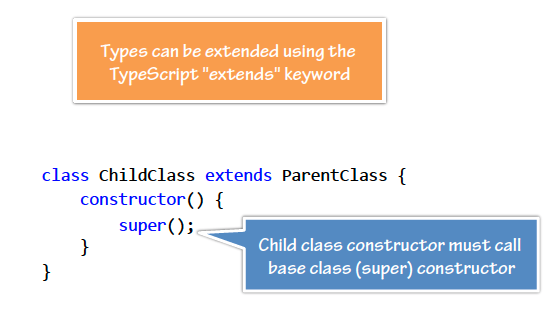 Types can be extended using the
TypeScript "extends" keyword
class ChildClass extends ParentClass {
constructor() {
super();
}
}
Child class constructor must call
base class (super) constructor